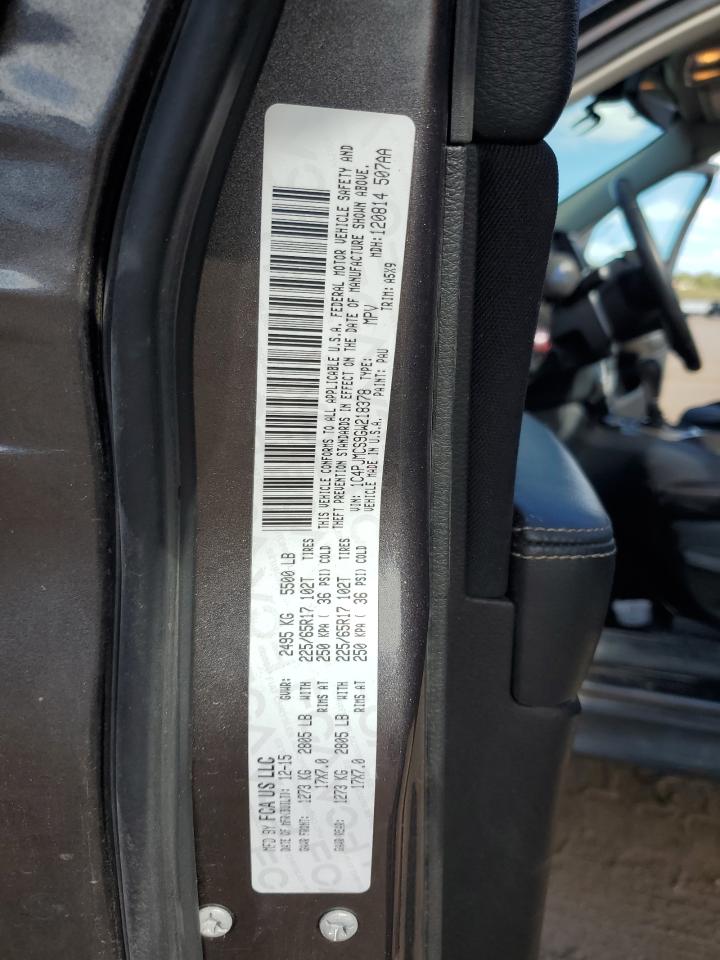 MFD BY FCA US LLC
DATE OF MFR(BUILT): 12-15 GVWR: 2495 KG 5500 LB
GAWR FRONT: 1273 KG 2805 LB WITH 225/65R17 102T TIRES
17X7.0 RIMS AT 250 KPA ( 36 PSI) COLD
GAWR REAR: 1273 KG 2805 LB WITH 225/65R17 102T TIRES
17X7.0 RIMS AT 250 KPA ( 36 PSI) COLD
THIS VEHICLE CONFORMS TO ALL APPLICABLE U.S.A. FEDERAL MOTOR VEHICLE SAFETY AND
THEFT PREVENTION STANDARDS IN EFFECT ON THE DATE OF MANUFACTURE SHOWN ABOVE.
VIN: 1C4PJMCS9GW218378 TYPE: MPV MDH: 120814 507AA
VEHICLE MADE IN U.S.A. PAINT: PAU TRIM: A5X9